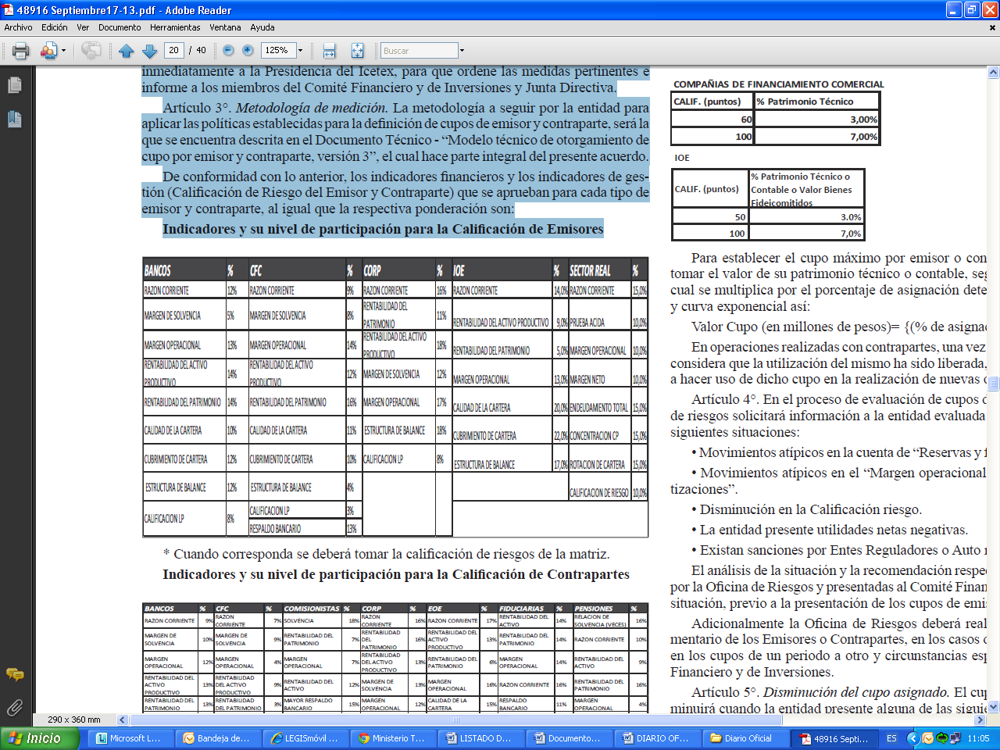 48916 Septiembre17-13.pdf - Adobe Reader
Archivo Edición Ver Documento Herramientas Ventana Ayuda
20 / 40 125% Buscar
inmediatamente a la Presidencia del Icetex, para que ordene las medidas pertinentes e
informe a los miembros del Comité Financiero y de Inversiones y Junta Directiva.
Artículo 3°. Metodología de medición. La metodología a seguir por la entidad para
aplicar las políticas establecidas para la definición de cupos de emisor y contraparte, será la
que se encuentra descrita en el Documento Técnico - “Modelo técnico de otorgamiento de
cupo por emisor y contraparte, versión 3”, el cual hace parte integral del presente acuerdo.
De conformidad con lo anterior, los indicadores financieros y los indicadores de ges-
tión (Calificación de Riesgo del Emisor y Contraparte) que se aprueban para cada tipo de
emisor y contraparte, al igual que la respectiva ponderación son:
Indicadores y su nivel de participación para la Calificación de Emisores
BANCOS % CFC % CORP % IOE % SECTOR REAL %
RAZON CORRIENTE 12% RAZON CORRIENTE 9% RAZON CORRIENTE 16% RAZON CORRIENTE 14,0% RAZON CORRIENTE 15,0%
MARGEN DE SOLVENCIA 5% MARGEN DE SOLVENCIA 8% RENTABILIDAD DEL PATRIMONIO 11% RENTABILIDAD DEL ACTIVO PRODUCTIVO 9,0% PRUEBA ACIDA 10,0%
MARGEN OPERACIONAL 13% MARGEN OPERACIONAL 14% RENTABILIDAD DEL ACTIVO PRODUCTIVO 18% RENTABILIDAD DEL PATRIMONIO 5,0% MARGEN OPERACIONAL 10,0%
RENTABILIDAD DEL ACTIVO PRODUCTIVO 14% RENTABILIDAD DEL ACTIVO PRODUCTIVO 12% MARGEN DE SOLVENCIA 12% MARGEN OPERACIONAL 13,0% MARGEN NETO 10,0%
RENTABILIDAD DEL PATRIMONIO 14% RENTABILIDAD DEL PATRIMONIO 16% MARGEN OPERACIONAL 17% CALIDAD DE LA CARTERA 20,0% ENDEUDAMIENTO TOTAL 15,0%
CALIDAD DE LA CARTERA 10% CALIDAD DE LA CARTERA 11% ESTRUCTURA DE BALANCE 18% CUBRIMIENTO DE CARTERA 22,0% CONCENTRACION CP 15,0%
CUBRIMIENTO DE CARTERA 12% CUBRIMIENTO DE CARTERA 10% CALIFICACION LP 8% ESTRUCTURA DE BALANCE 17,0% ROTACION DE CARTERA 15,0%
ESTRUCTURA DE BALANCE 12% ESTRUCTURA DE BALANCE 4% CALIFICACION DE RIESGO 10,0%
CALIFICACION LP 8% CALIFICACION LP 3%
RESPALDO BANCARIO 13%
* Cuando corresponda se deberá tomar la calificación de riesgos de la matriz.
Indicadores y su nivel de participación para la Calificación de Contrapartes
BANCOS % CFC % COMISIONISTAS % CORP % EOE % FIDUCIARIAS % PENSIONES %
RAZON CORRIENTE 9% RAZON CORRIENTE 7% SOLVENCIA 18% RAZON CORRIENTE 16% RAZON CORRIENTE 17% RENTABILIDAD DEL ACTIVO 14% RELACION DE SOLVENCIA (VECES) 16%
MARGEN DE SOLVENCIA 10% MARGEN DE SOLVENCIA 9% RENTABILIDAD DEL PATRIMONIO 7% RENTABILIDAD DEL PATRIMONIO 16% RENTABILIDAD DEL ACTIVO PRODUCTIVO 13% RENTABILIDAD DEL PATRIMONIO 14% RAZON CORRIENTE 10%
MARGEN OPERACIONAL 12% MARGEN OPERACIONAL 4% MARGEN OPERACIONAL 7% RENTABILIDAD DEL ACTIVO PRODUCTIVO 13% RENTABILIDAD DEL PATRIMONIO 6% MARGEN OPERACIONAL 14% RENTABILIDAD DEL ACTIVO 9%
RENTABILIDAD DEL ACTIVO PRODUCTIVO 13% RENTABILIDAD DEL ACTIVO PRODUCTIVO 9% RENTABILIDAD DEL ACTIVO 12% MARGEN DE SOLVENCIA 13% MARGEN OPERACIONAL 16% RAZON CORRIENTE 16% RENTABILIDAD DEL PATRIMONIO 16%
RENTABILIDAD DEL PATRIMONIO 13% RENTABILIDAD DEL PATRIMONIO 3% MAYOR RESPALDO BANCARIO 15% MARGEN OPERACIONAL 12% CALIDAD DE LA CARTERA 15% RESPALDO BANCARIO 11% MARGEN OPERACIONAL 4%
COMPAÑIAS DE FINANCIAMIENTO COMERCIAL
CALIF. (puntos) % Patrimonio Técnico
60 3,00%
100 7,00%
IOE
CALIF. (puntos) % Patrimonio Técnico o Contable o Valor Bienes Fideicomitidos
50 3.0%
100 7,0%
Para establecer el cupo máximo por emisor o con
tomar el valor de su patrimonio técnico o contable, seg
cual se multiplica por el porcentaje de asignación dete
y curva exponencial así:
Valor Cupo (en millones de pesos)= {(% de asignac
En operaciones realizadas con contrapartes, una vez
considera que la utilización del mismo ha sido liberada,
a hacer uso de dicho cupo en la realización de nuevas o
Artículo 4°. En el proceso de evaluación de cupos d
de riesgos solicitará información a la entidad evaluada
siguientes situaciones:
• Movimientos atípicos en la cuenta de “Reservas y f
• Movimientos atípicos en el “Margen operacional
tizaciones”.
• Disminución en la Calificación riesgo.
• La entidad presente utilidades netas negativas.
• Existan sanciones por Entes Reguladores o Auto r
El análisis de la situación y la recomendación respec
por la Oficina de Riesgos y presentadas al Comité Finan
situación, previo a la presentación de los cupos de emis
Adicionalmente la Oficina de Riesgos deberá real
mentario de los Emisores o Contrapartes, en los casos d
en los cupos de un periodo a otro y circunstancias esp
Financiero y de Inversiones.
Artículo 5°. Disminución del cupo asignado. El cup
minuirá cuando la entidad presente alguna de las siguie
290 x 360 mm
Inicio Microsoft L... Bandeja de... LEGISmóvil ... Ministerio T... LISTADO D... Documento... DIARIO OF... Diario Oficial 48916 Septi... ES 11:05